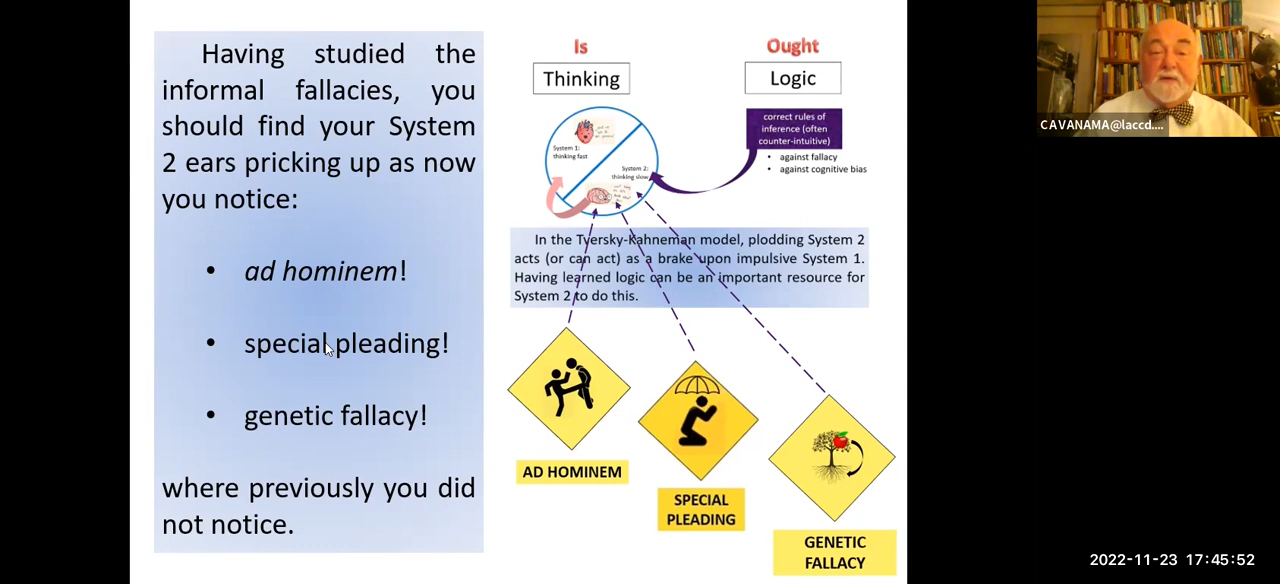 Having studied the
informal fallacies, you
should find your System
2 ears pricking up as now
you notice:
• ad hominem!
• special pleading!
• genetic fallacy!
where previously you did
not notice.
Is
Thinking
System 1:
thinking fast
System 2:
thinking slow
Ought
Logic
correct rules of
inference (often
counter-intuitive)
• against fallacy
• against cognitive bias
In the Tversky-Kahneman model, plodding System 2
acts (or can act) as a brake upon impulsive System 1.
Having learned logic can be an important resource for
System 2 to do this.
AD HOMINEM
SPECIAL
PLEADING
GENETIC
FALLACY
CAVANAMA@laccd....
2022-11-23 17:45:52